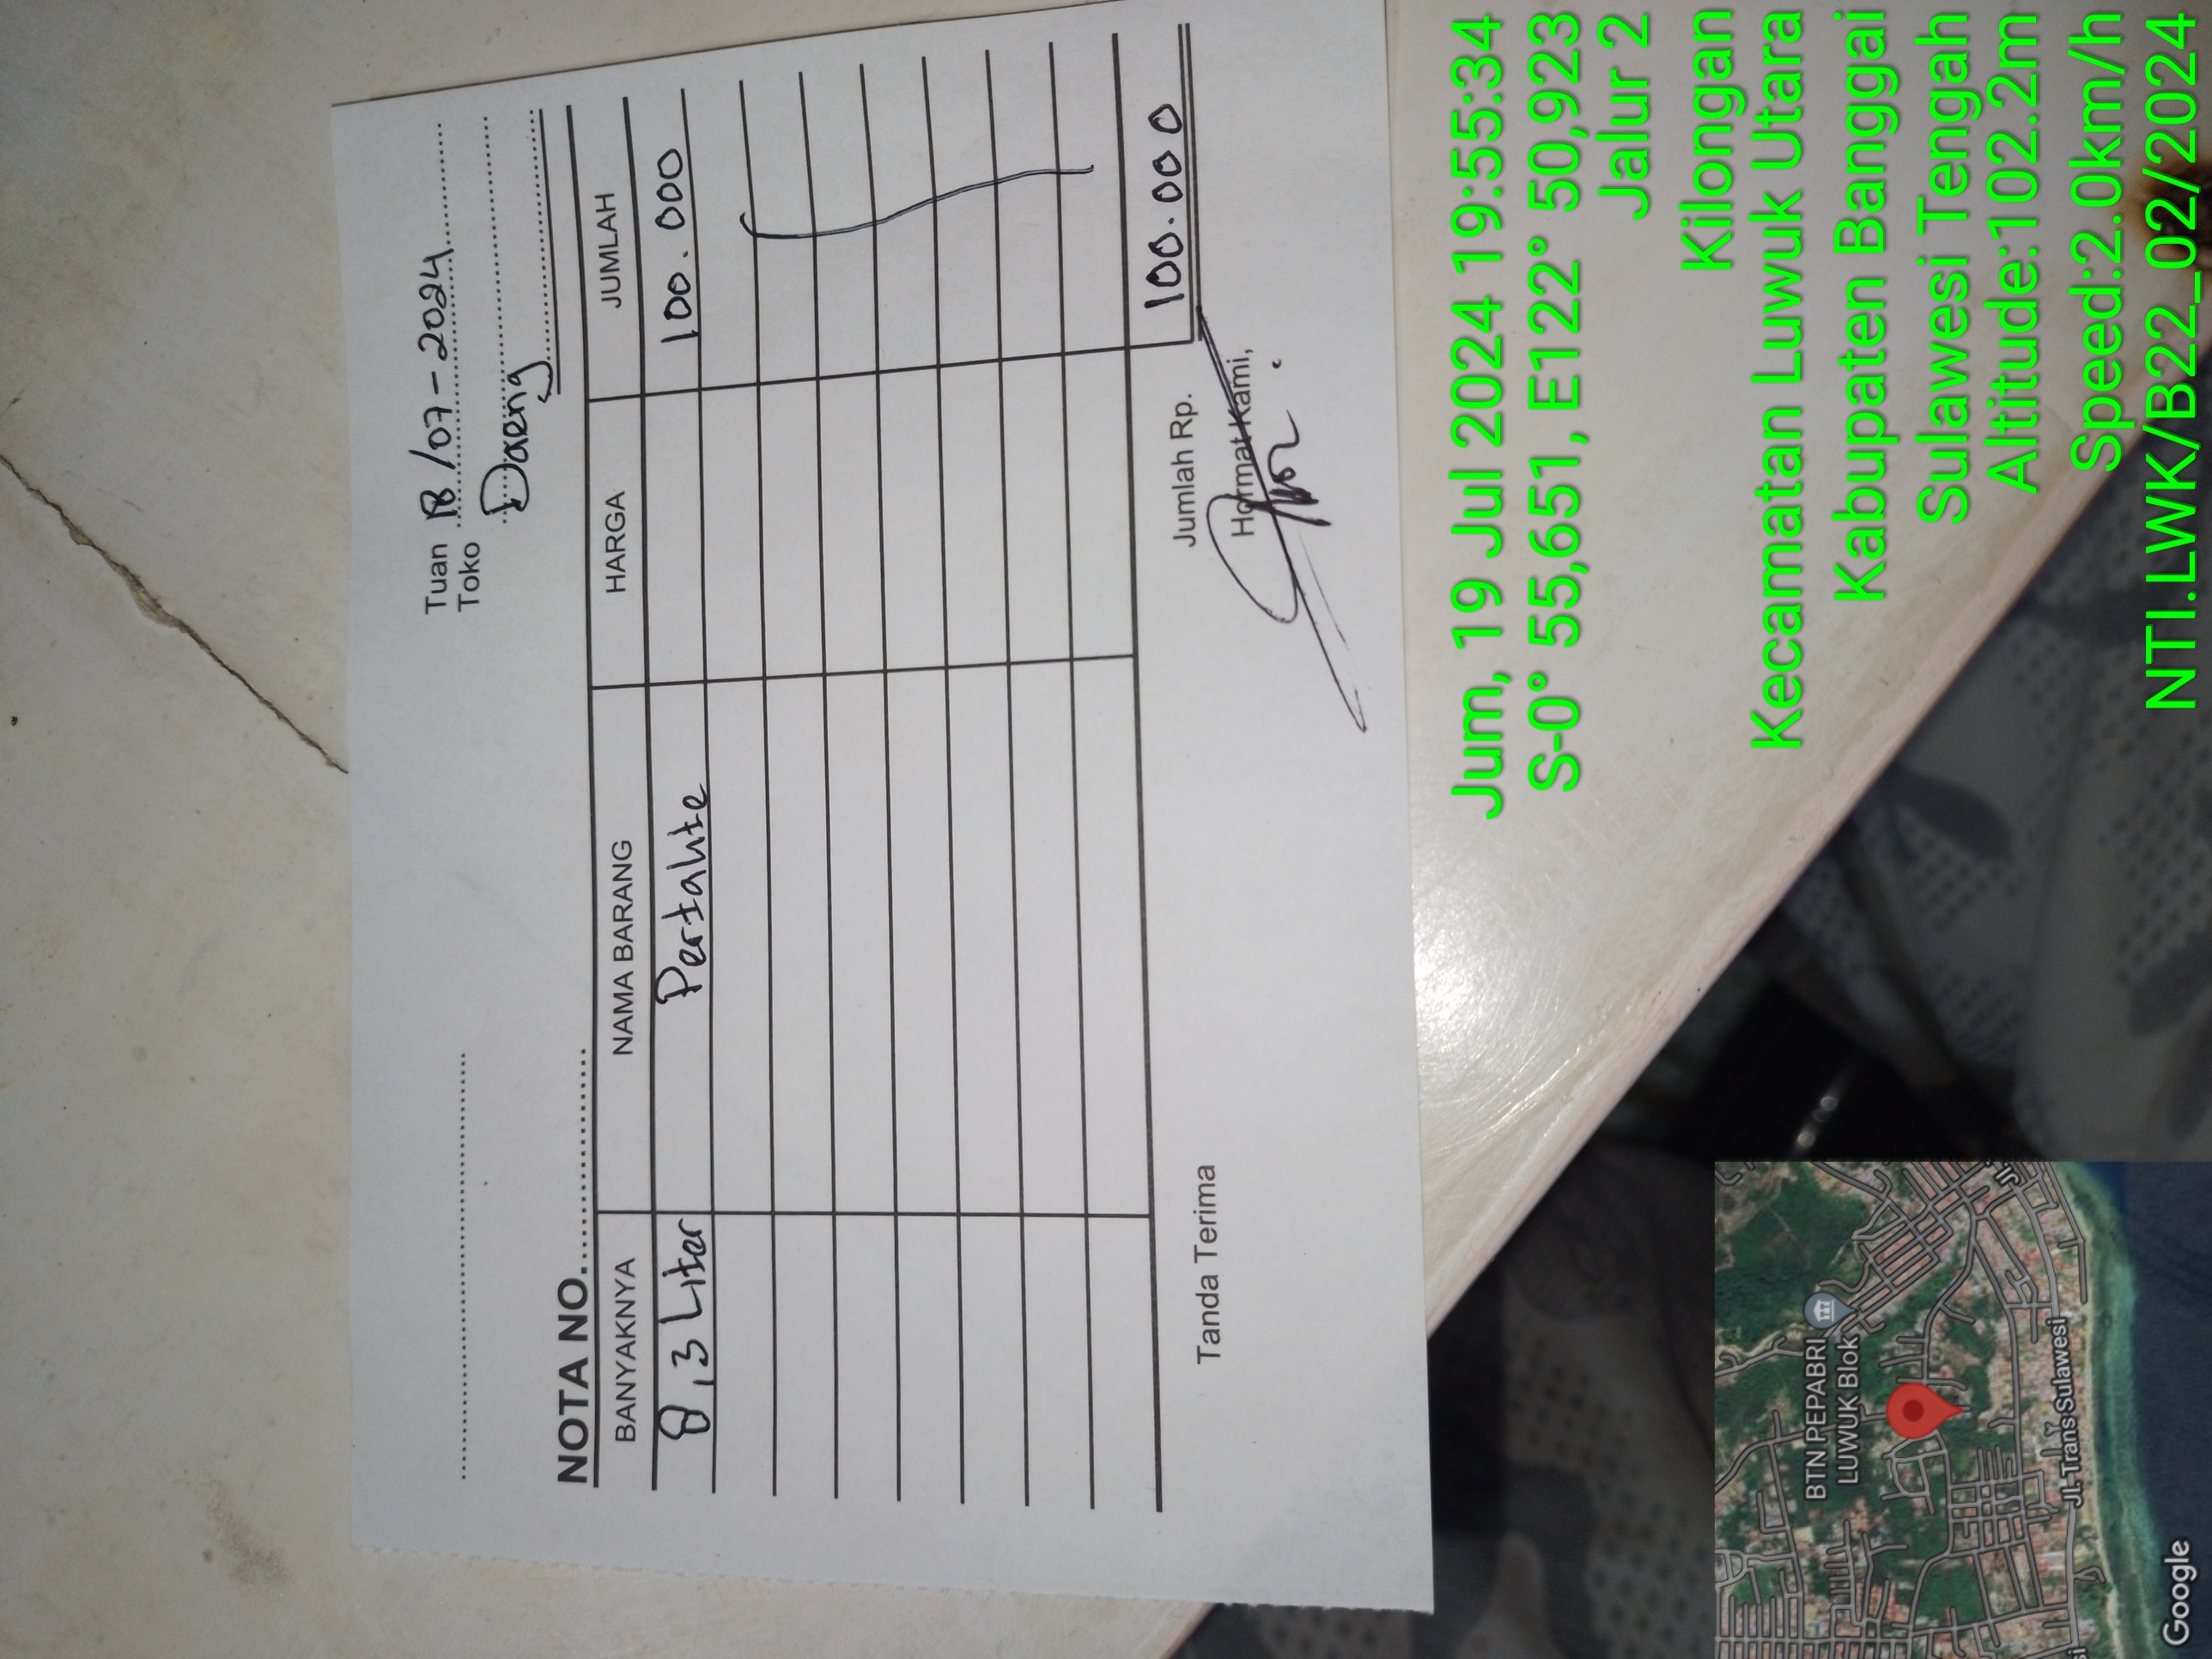 Tuan 18/07-2024
Toko Daeng
NOTA NO.
BANYAKNYA NAMA BARANG HARGA JUMLAH
8,3 Liter Pertalite 100.000
Jumlah Rp. 100.000
Tanda Terima Hormat Kami,
Jum, 19 Jul 2024 19:55:34
S-0° 55,651, E122° 50,923
Jalur 2
Kilongan
Kecamatan Luwuk Utara
Kabupaten Banggai
Sulawesi Tengah
Altitude:102.2m
Speed:2.0km/h
NTI.LWK/B22_02/2024
BTN PEPABRI
LUWUK Blok
Jl. Trans Sulawesi
Google